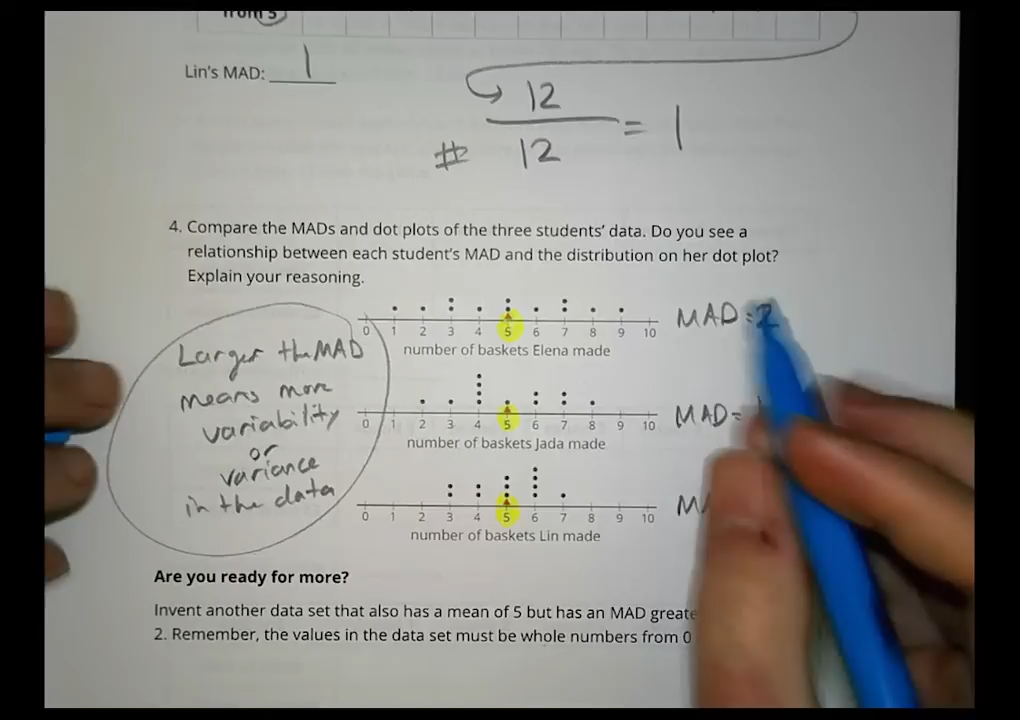 from 5
Lin's MAD: 1
12
# 12 = 1
4. Compare the MADs and dot plots of the three students' data. Do you see a
relationship between each student's MAD and the distribution on her dot plot?
Explain your reasoning.
0 1 2 3 4 5 6 7 8 9 10
MAD=2
number of baskets Elena made
Larger the MAD
means more
variability
or
variance
in the data
0 1 2 3 4 5 6 7 8 9 10
MAD=
number of baskets Jada made
0 1 2 3 4 5 6 7 8 9 10
number of baskets Lin made
Are you ready for more?
Invent another data set that also has a mean of 5 but has an MAD
2. Remember, the values in the data set must be whole numbers from 0